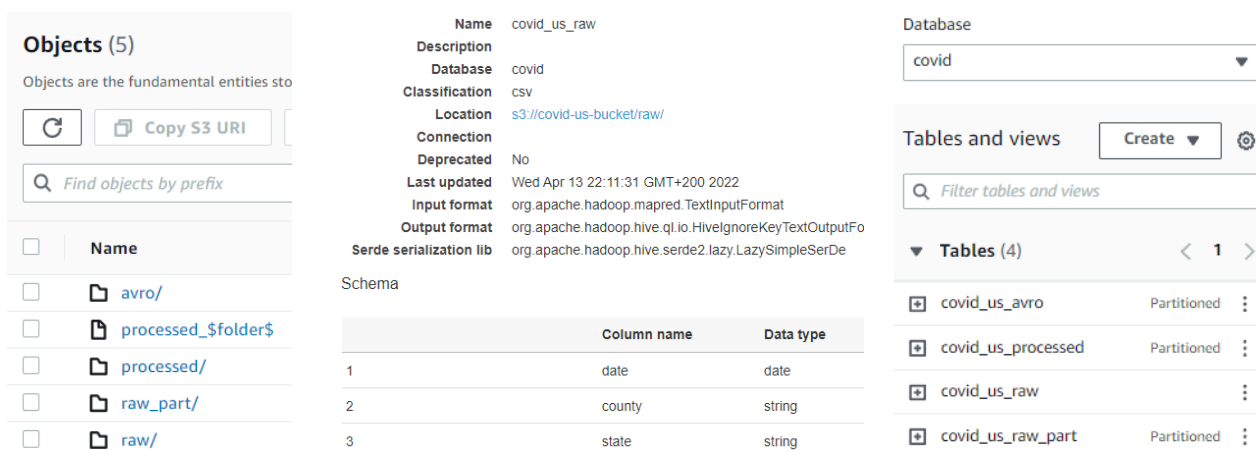 Objects (5)
Objects are the fundamental entities sto
Copy S3 URI
Find objects by prefix
Name
avro/
processed_$folder$
processed/
raw_part/
raw/
Name covid_us_raw
Description
Database covid
Classification csv
Location s3://covid-us-bucket/raw/
Connection
Deprecated No
Last updated Wed Apr 13 22:11:31 GMT+200 2022
Input format org.apache.hadoop.mapred.TextInputFormat
Output format org.apache.hadoop.hive.ql.io.HiveIgnoreKeyTextOutputFo
Serde serialization lib org.apache.hadoop.hive.serde2.lazy.LazySimpleSerDe
Schema
Column name Data type
1 date date
2 county string
3 state string
Database
covid
Tables and views Create
Filter tables and views
Tables (4) < 1 >
covid_us_avro Partitioned
covid_us_processed Partitioned
covid_us_raw
covid_us_raw_part Partitioned